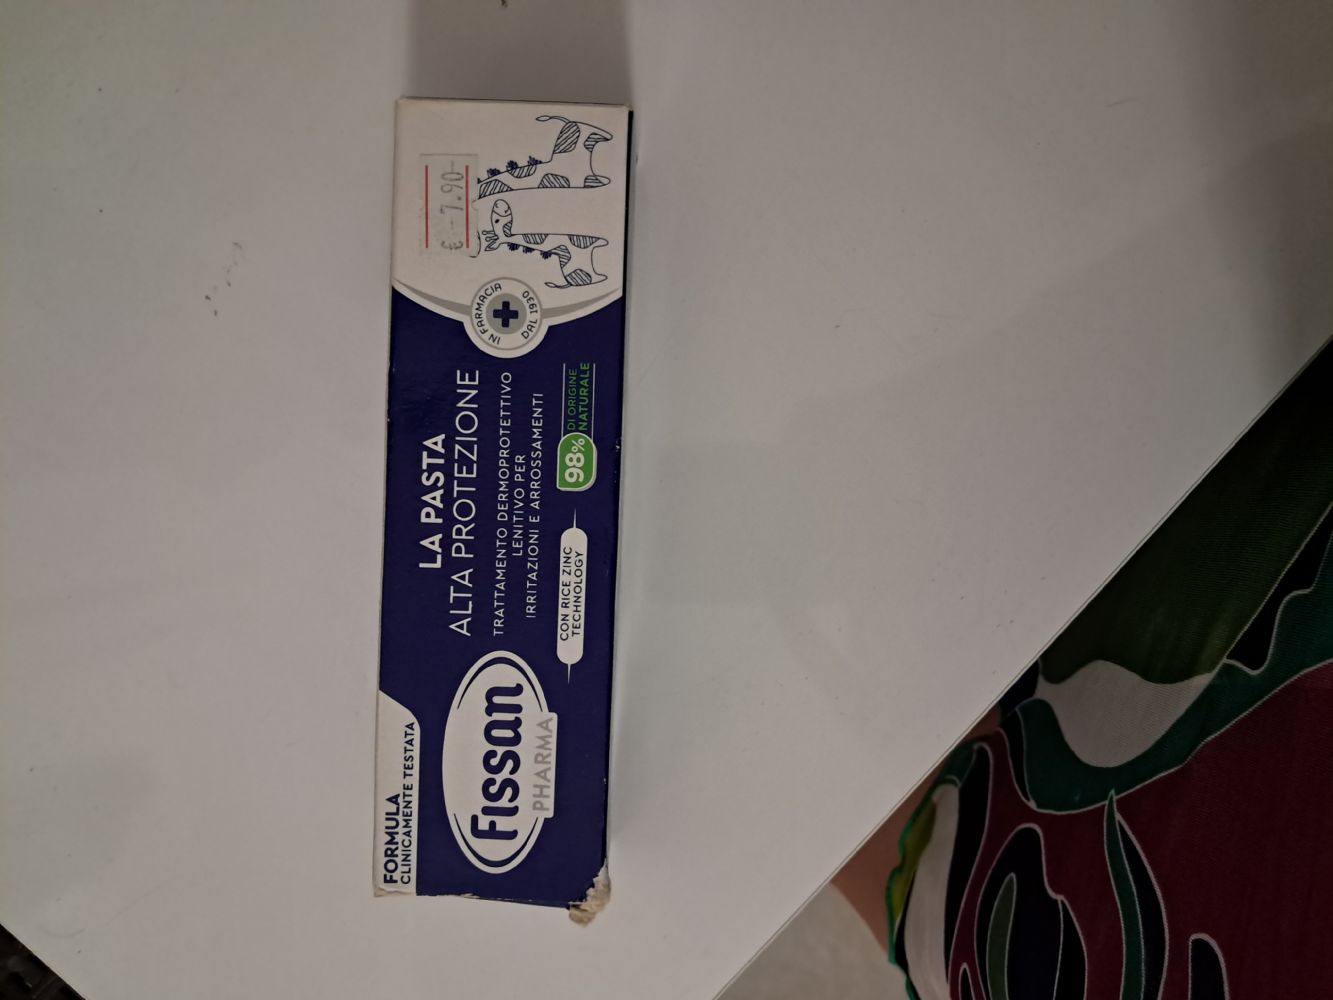 FORMULA
CLINICAMENTE TESTATA
Fissan
PHARMA
LA PASTA
ALTA PROTEZIONE
TRATTAMENTO DERMOPROTETTIVO
LENITIVO PER
IRRITAZIONI E ARROSSAMENTI
CON RICE ZINC
TECHNOLOGY
98% DI ORIGINE
NATURALE
IN FARMACIA
DAL 1930
€ -7.90-